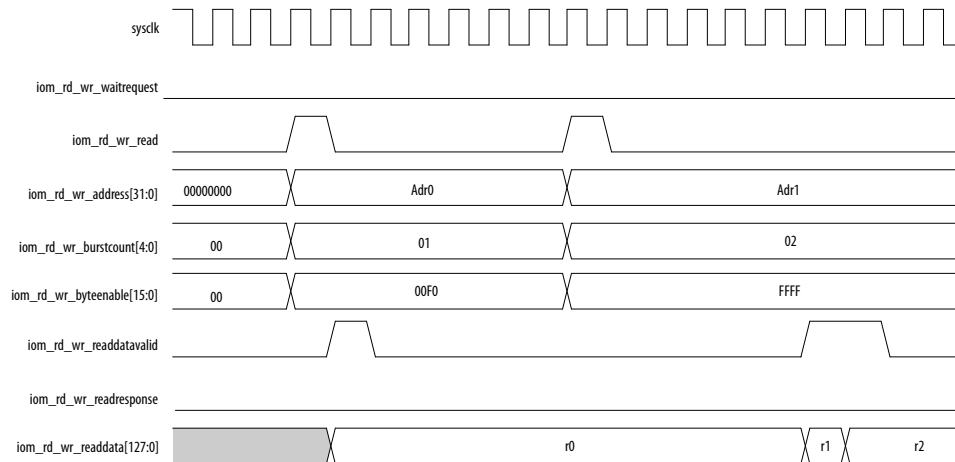 sysclk
iom_rd_wr_waitrequest
iom_rd_wr_read
iom_rd_wr_address[31:0] 00000000 Adr0 Adr1
iom_rd_wr_burstcount[4:0] 00 01 02
iom_rd_wr_byteenable[15:0] 00 00F0 FFFF
iom_rd_wr_readdatavalid
iom_rd_wr_readresponse
iom_rd_wr_readdata[127:0] r0 r1 r2